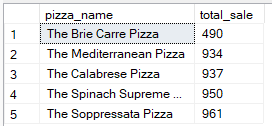 pizza_name total_sale
1 The Brie Carre Pizza 490
2 The Mediterranean Pizza 934
3 The Calabrese Pizza 937
4 The Spinach Supreme ... 950
5 The Soppressata Pizza 961